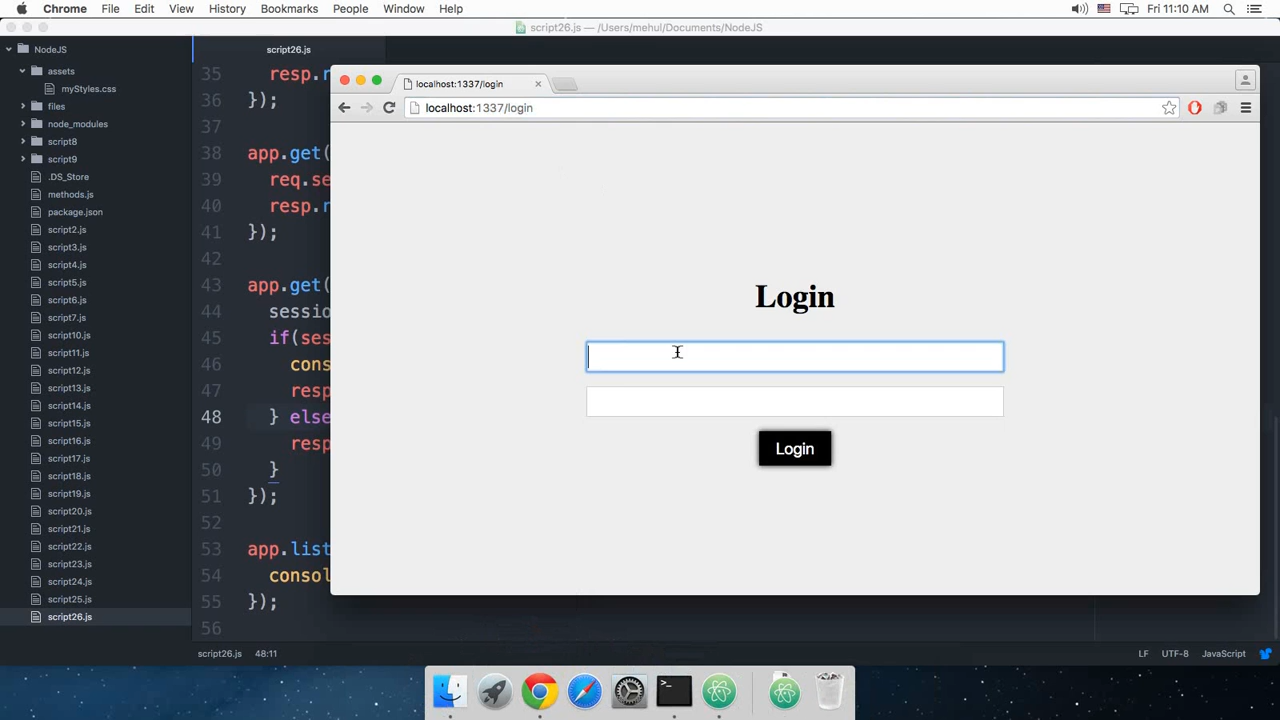 Chrome File Edit View History Bookmarks People Window Help Fri 11:10 AM
script26.js — /Users/mehul/Documents/NodeJS
NodeJS
assets
myStyles.css
files
node_modules
script8
script9
.DS_Store
methods.js
package.json
script2.js
script3.js
script4.js
script5.js
script6.js
script7.js
script10.js
script11.js
script12.js
script13.js
script14.js
script15.js
script16.js
script17.js
script18.js
script19.js
script20.js
script21.js
script22.js
script23.js
script24.js
script25.js
script26.js
script26.js
35 resp.r
36 });
37
38 app.get(
39 req.se
40 resp.r
41 });
42
43 app.get(
44 sessio
45 if(ses
46 cons
47 resp
48 } else
49 resp
50 }
51 });
52
53 app.list
54 consol
55 });
56
localhost:1337/login
localhost:1337/login
Login
Login
script26.js 48:11 LF UTF-8 JavaScript